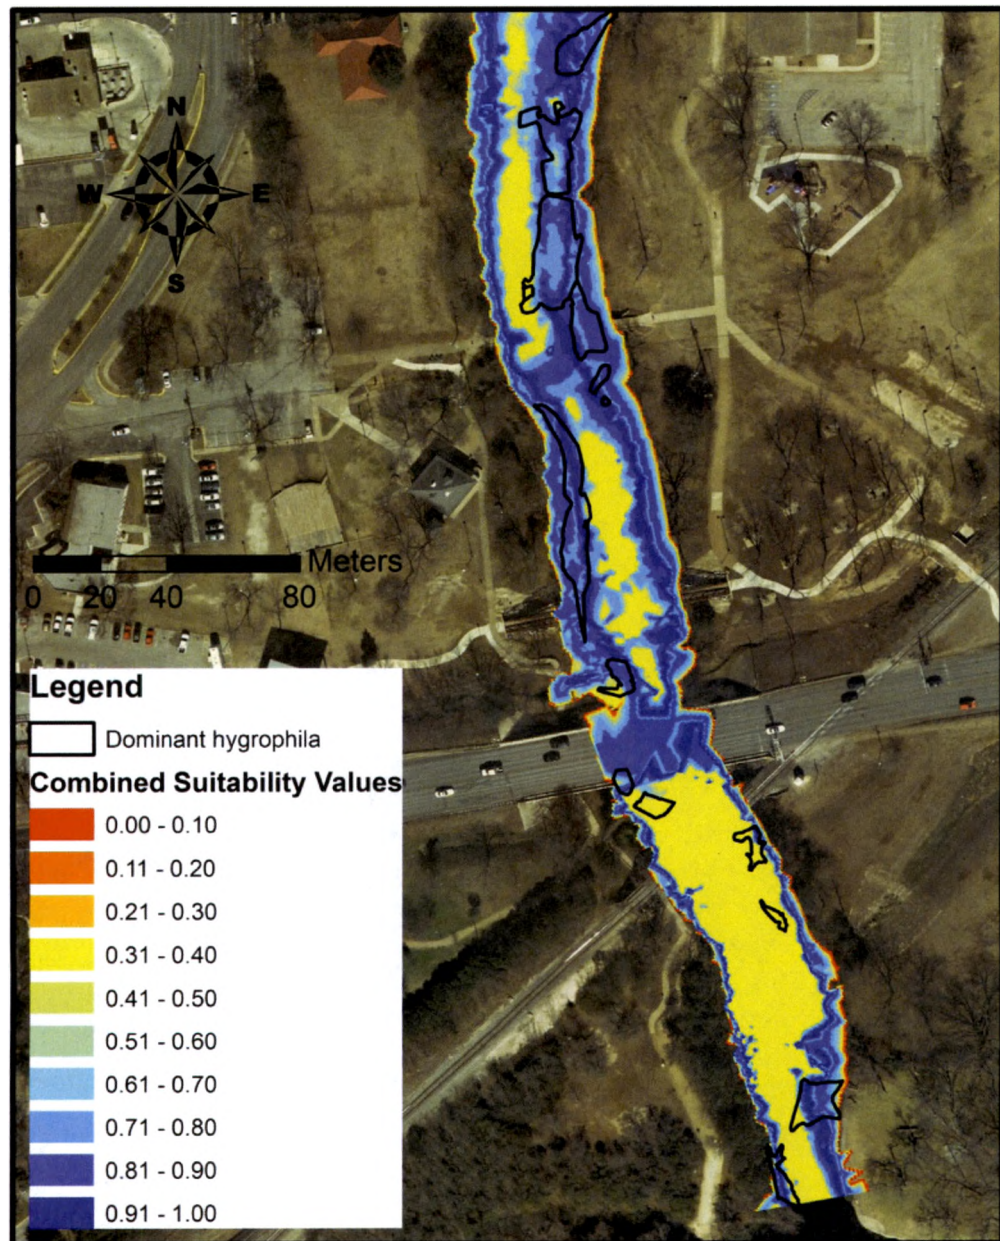 N
W E
S
Meters
0 20 40 80
Legend
Dominant hygrophila
Combined Suitability Values
0.00 - 0.10
0.11 - 0.20
0.21 - 0.30
0.31 - 0.40
0.41 - 0.50
0.51 - 0.60
0.61 - 0.70
0.71 - 0.80
0.81 - 0.90
0.91 - 1.00